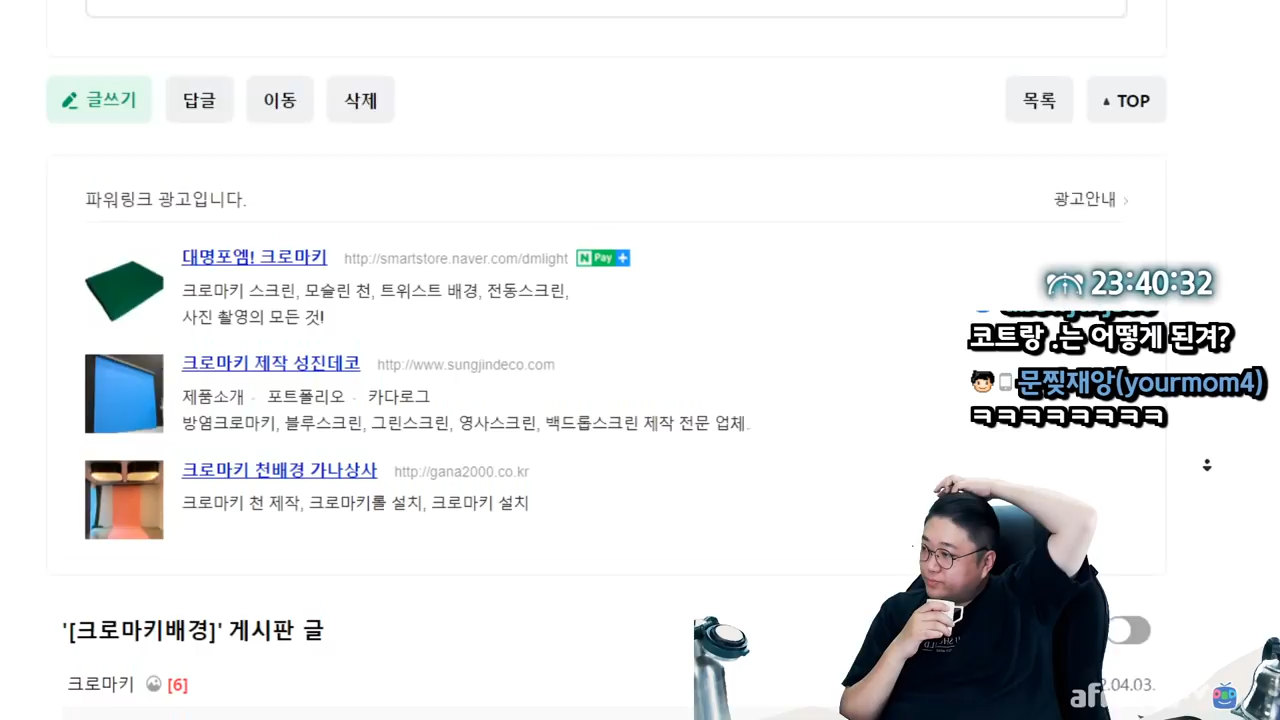 글쓰기
답글
이동
삭제
목록
▲ TOP
파워링크 광고입니다.
광고안내 ›
대명포엠! 크로마키 http://smartstore.naver.com/dmlight N Pay +
크로마키 스크린, 모슬린 천, 트위스트 배경, 전동스크린,
사진 촬영의 모든 것!
크로마키 제작 성진데코 http://www.sungjindeco.com
제품소개 · 포트폴리오 · 카다로그
방염크로마키, 블루스크린, 그린스크린, 영사스크린, 백드롭스크린 제작 전문 업체.
크로마키 천배경 가나상사 http://gana2000.co.kr
크로마키 천 제작, 크로마키롤 설치, 크로마키 설치
23:40:32
코트랑 .는 어떻게 된겨?
문찢재앙(yourmom4)
ㅋㅋㅋㅋㅋㅋㅋㅋ
'[크로마키배경]' 게시판 글
크로마키 [6]
2.04.03.